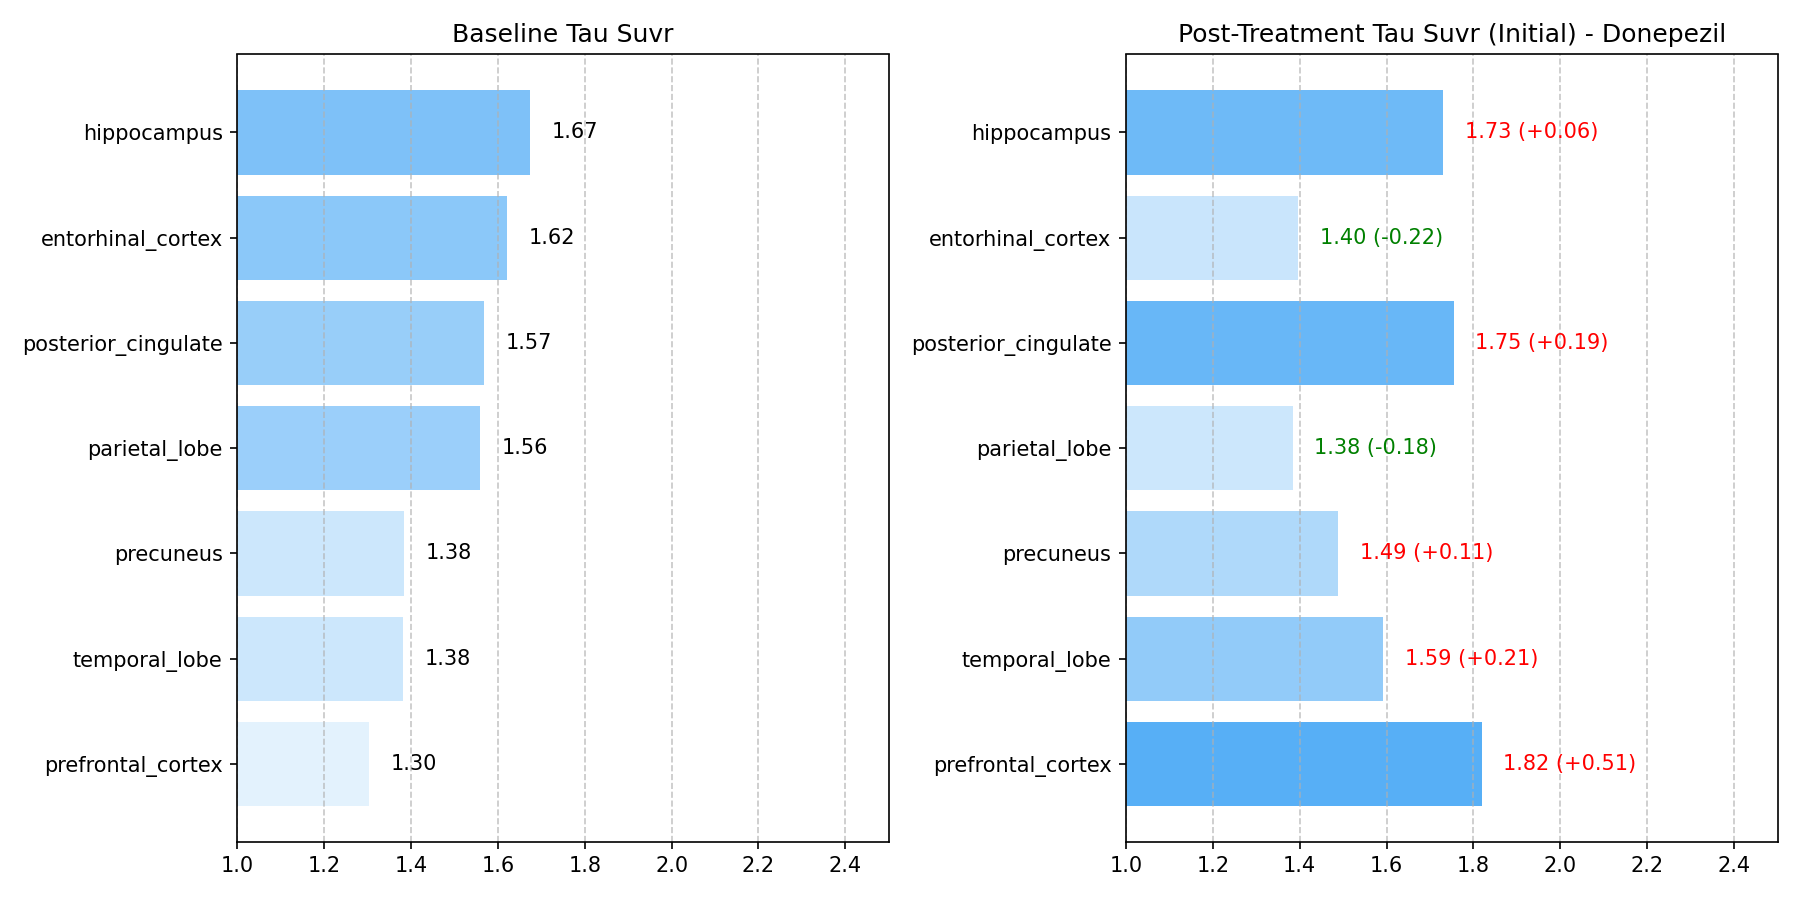 Baseline Tau Suvr
hippocampus 1.67
entorhinal_cortex 1.62
posterior_cingulate 1.57
parietal_lobe 1.56
precuneus 1.38
temporal_lobe 1.38
prefrontal_cortex 1.30
1.0 1.2 1.4 1.6 1.8 2.0 2.2 2.4
Post-Treatment Tau Suvr (Initial) - Donepezil
hippocampus 1.73 (+0.06)
entorhinal_cortex 1.40 (-0.22)
posterior_cingulate 1.75 (+0.19)
parietal_lobe 1.38 (-0.18)
precuneus 1.49 (+0.11)
temporal_lobe 1.59 (+0.21)
prefrontal_cortex 1.82 (+0.51)
1.0 1.2 1.4 1.6 1.8 2.0 2.2 2.4